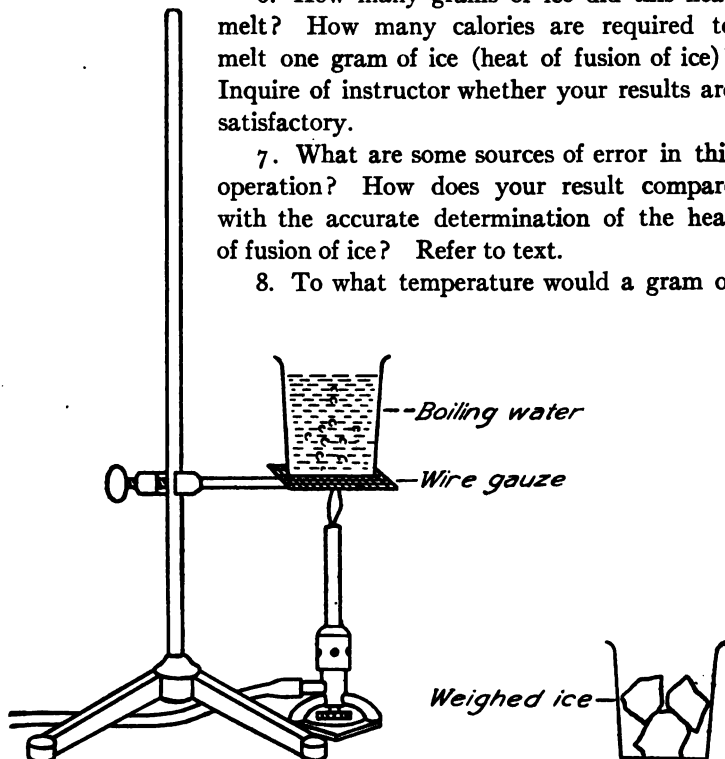 melt? How many calories are required to
melt one gram of ice (heat of fusion of ice)
Inquire of instructor whether your results are
satisfactory.
7. What are some sources of error in this
operation? How does your result compare
with the accurate determination of the heat
of fusion of ice? Refer to text.
8. To what temperature would a gram o
Boiling water
Wire gauze
Weighed ice